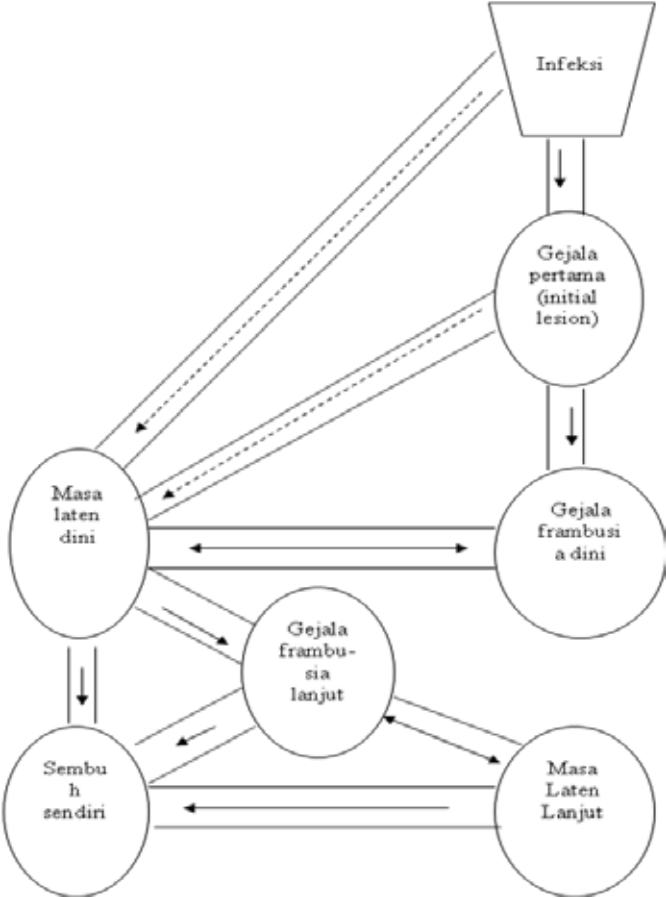 Infeksi
Gejala
pertama
(initial
lesion)
Masa
laten
dini
Gejala
frambusi
a dini
Gejala
frambu-
sia
lanjut
Sembu
h
sendiri
Masa
Laten
Lanjut